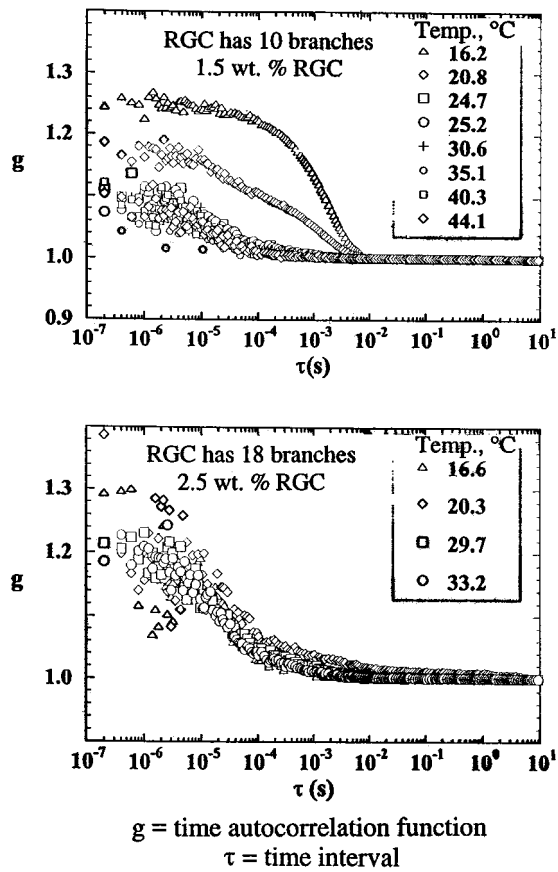 RGC has 10 branches
1.5 wt. % RGC
Temp., °C
16.2
20.8
24.7
25.2
30.6
35.1
40.3
44.1
g
1.3
1.2
1.0
0.9
10-7 10-6 10-5 10-4 10-3 10-2 10-1 100 101
τ(s)
RGC has 18 branches
2.5 wt. % RGC
Temp., °C
16.6
20.3
29.7
33.2
g
1.3
1.2
1.0
10-7 10-6 10-5 10-4 10-3 10-2 10-1 100 101
τ (s)
g = time autocorrelation function
τ = time interval